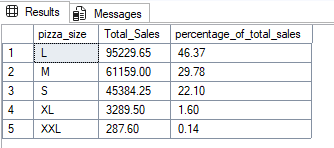 Results Messages
pizza_size Total_Sales percentage_of_total_sales
1 L 95229.65 46.37
2 M 61159.00 29.78
3 S 45384.25 22.10
4 XL 3289.50 1.60
5 XXL 287.60 0.14